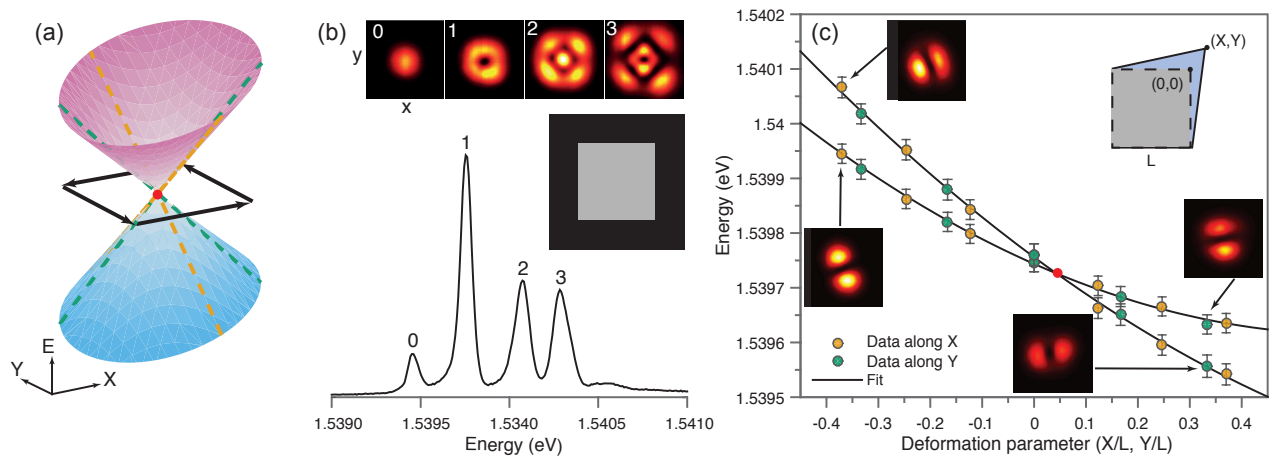 (a)
E
Y
X
(b)
0
1
2
3
y
x
0
1
2
3
1.5390
1.5395
1.5400
1.5405
1.5410
Energy (eV)
(c)
1.5402
1.5401
1.54
1.5399
1.5398
1.5397
1.5396
1.5395
Energy (eV)
(X,Y)
(0,0)
L
Data along X
Data along Y
Fit
-0.4
-0.3
-0.2
-0.1
0
0.1
0.2
0.3
0.4
Deformation parameter (X/L, Y/L)